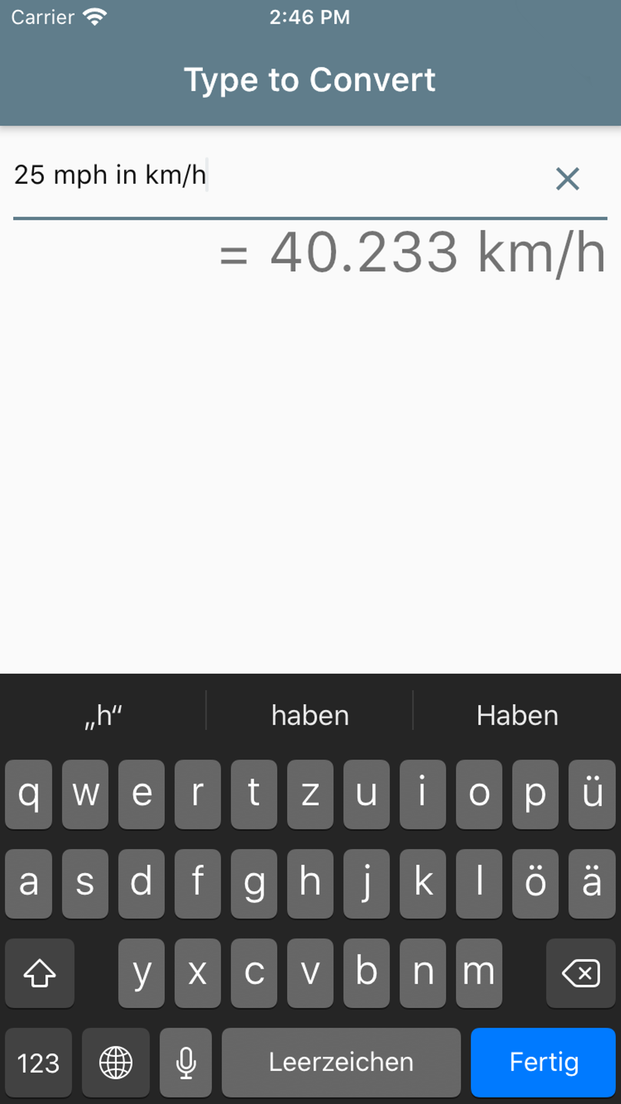 Carrier 2:46 PM
Type to Convert
25 mph in km/h
= 40.233 km/h
„h“ haben Haben
q w e r t z u i o p ü
a s d f g h j k l ö ä
y x c v b n m
123 Leerzeichen Fertig